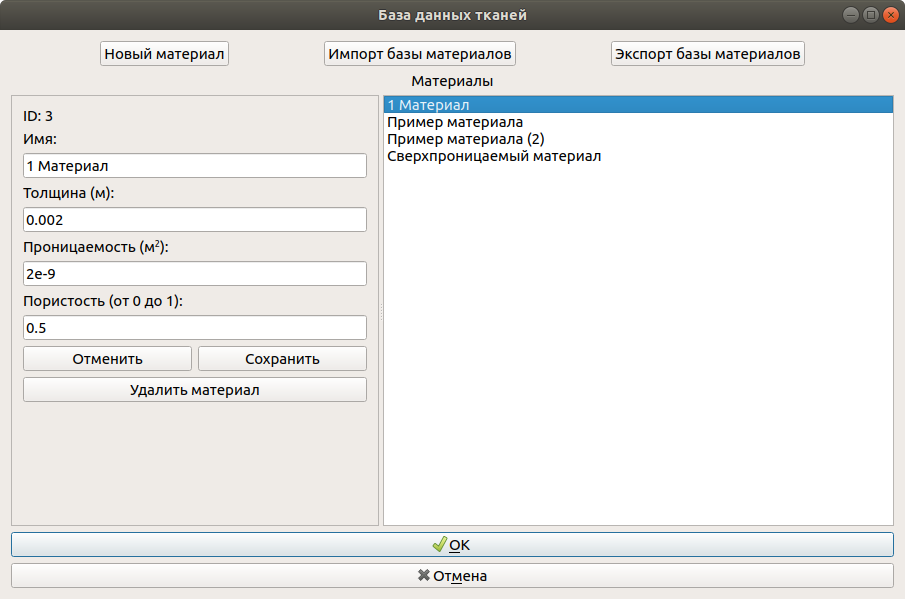 База данных тканей
Новый материал
Импорт базы материалов
Экспорт базы материалов
Материалы
ID: 3
Имя:
1 Материал
Толщина (м):
0.002
Проницаемость (м²):
2e-9
Пористость (от 0 до 1):
0.5
Отменить
Сохранить
Удалить материал
1 Материал
Пример материала
Пример материала (2)
Сверхпроницаемый материал
OK
Отмена